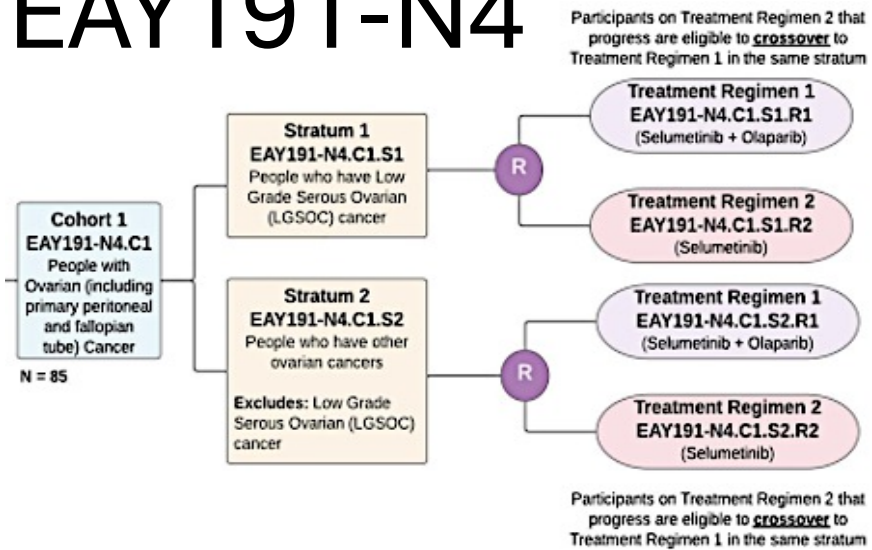 EAY191-N4
Participants on Treatment Regimen 2 that
progress are eligible to crossover to
Treatment Regimen 1 in the same stratum
Cohort 1
EAY191-N4.C1
People with
Ovarian (including
primary peritoneal
and fallopian
tube) Cancer
N = 85
Stratum 1
EAY191-N4.C1.S1
People who have Low
Grade Serous Ovarian
(LGSOC) cancer
R
Treatment Regimen 1
EAY191-N4.C1.S1.R1
(Selumetinib + Olaparib)
Treatment Regimen 2
EAY191-N4.C1.S1.R2
(Selumetinib)
Stratum 2
EAY191-N4.C1.S2
People who have other
ovarian cancers
Excludes: Low Grade
Serous Ovarian (LGSOC)
cancer
R
Treatment Regimen 1
EAY191-N4.C1.S2.R1
(Selumetinib + Olaparib)
Treatment Regimen 2
EAY191-N4.C1.S2.R2
(Selumetinib)
Participants on Treatment Regimen 2 that
progress are eligible to crossover to
Treatment Regimen 1 in the same stratum